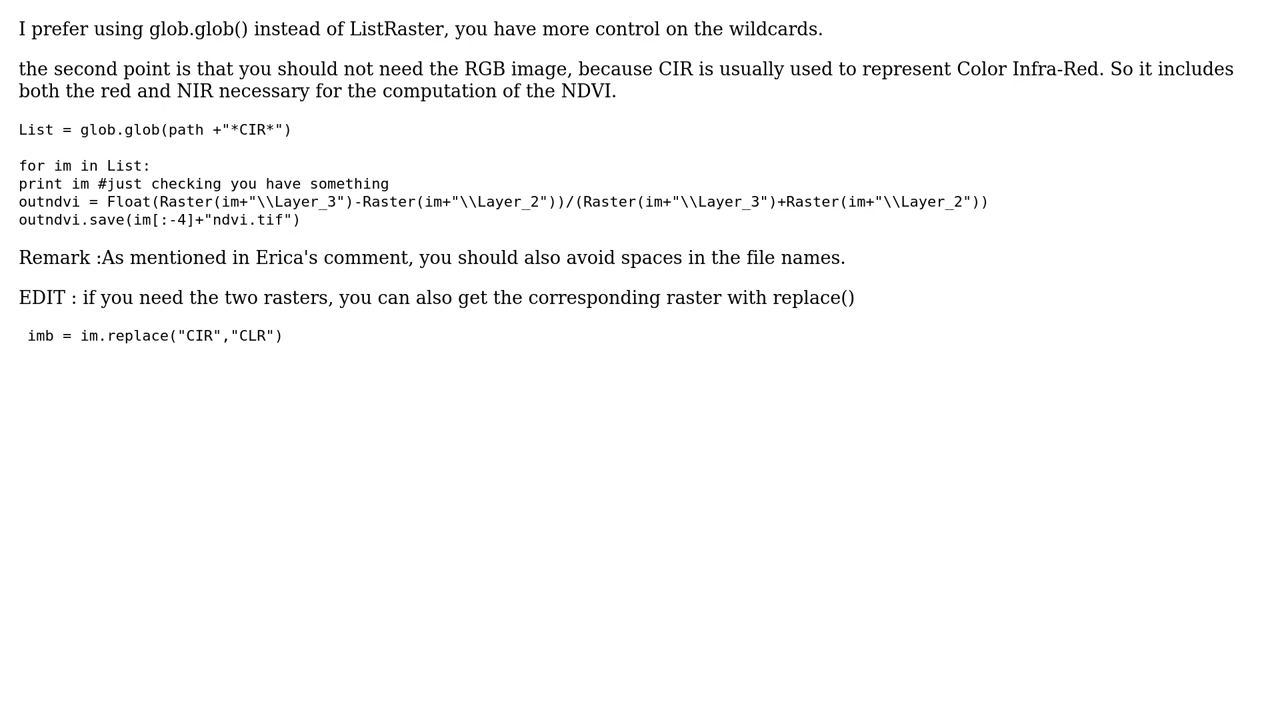 I prefer using glob.glob() instead of ListRaster, you have more control on the wildcards.
the second point is that you should not need the RGB image, because CIR is usually used to represent Color Infra-Red. So it includes
both the red and NIR necessary for the computation of the NDVI.
List = glob.glob(path +"*CIR*")
for im in List:
print im #just checking you have something
outndvi = Float(Raster(im+"\\Layer_3")-Raster(im+"\\Layer_2"))/(Raster(im+"\\Layer_3")+Raster(im+"\\Layer_2"))
outndvi.save(im[:-4]+"ndvi.tif")
Remark :As mentioned in Erica's comment, you should also avoid spaces in the file names.
EDIT : if you need the two rasters, you can also get the corresponding raster with replace()
imb = im.replace("CIR","CLR")